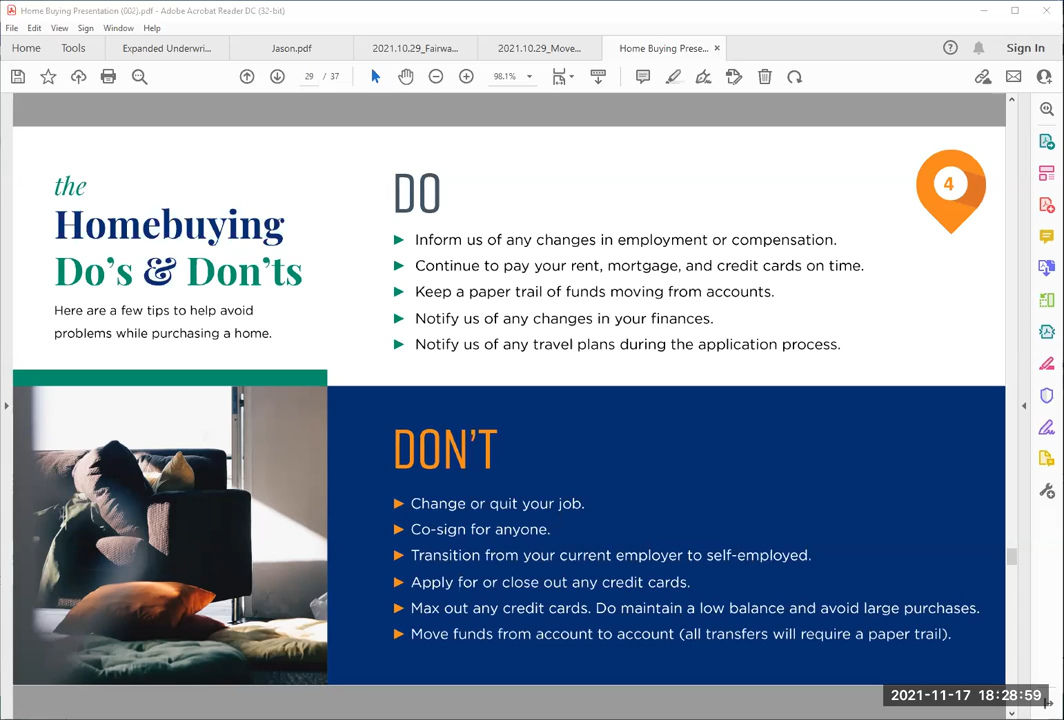 Home Buying Presentation (002).pdf - Adobe Acrobat Reader DC (32-bit)
File Edit View Sign Window Help
Home Tools Expanded Underwri... Jason.pdf 2021.10.29_Fairwa... 2021.10.29_Move... Home Buying Prese... × Sign In
29 / 37 98.1%
the
Homebuying
Do's & Don'ts
Here are a few tips to help avoid
problems while purchasing a home.
DO
4
Inform us of any changes in employment or compensation.
Continue to pay your rent, mortgage, and credit cards on time.
Keep a paper trail of funds moving from accounts.
Notify us of any changes in your finances.
Notify us of any travel plans during the application process.
DON'T
Change or quit your job.
Co-sign for anyone.
Transition from your current employer to self-employed.
Apply for or close out any credit cards.
Max out any credit cards. Do maintain a low balance and avoid large purchases.
Move funds from account to account (all transfers will require a paper trail).
2021-11-17 18:28:59